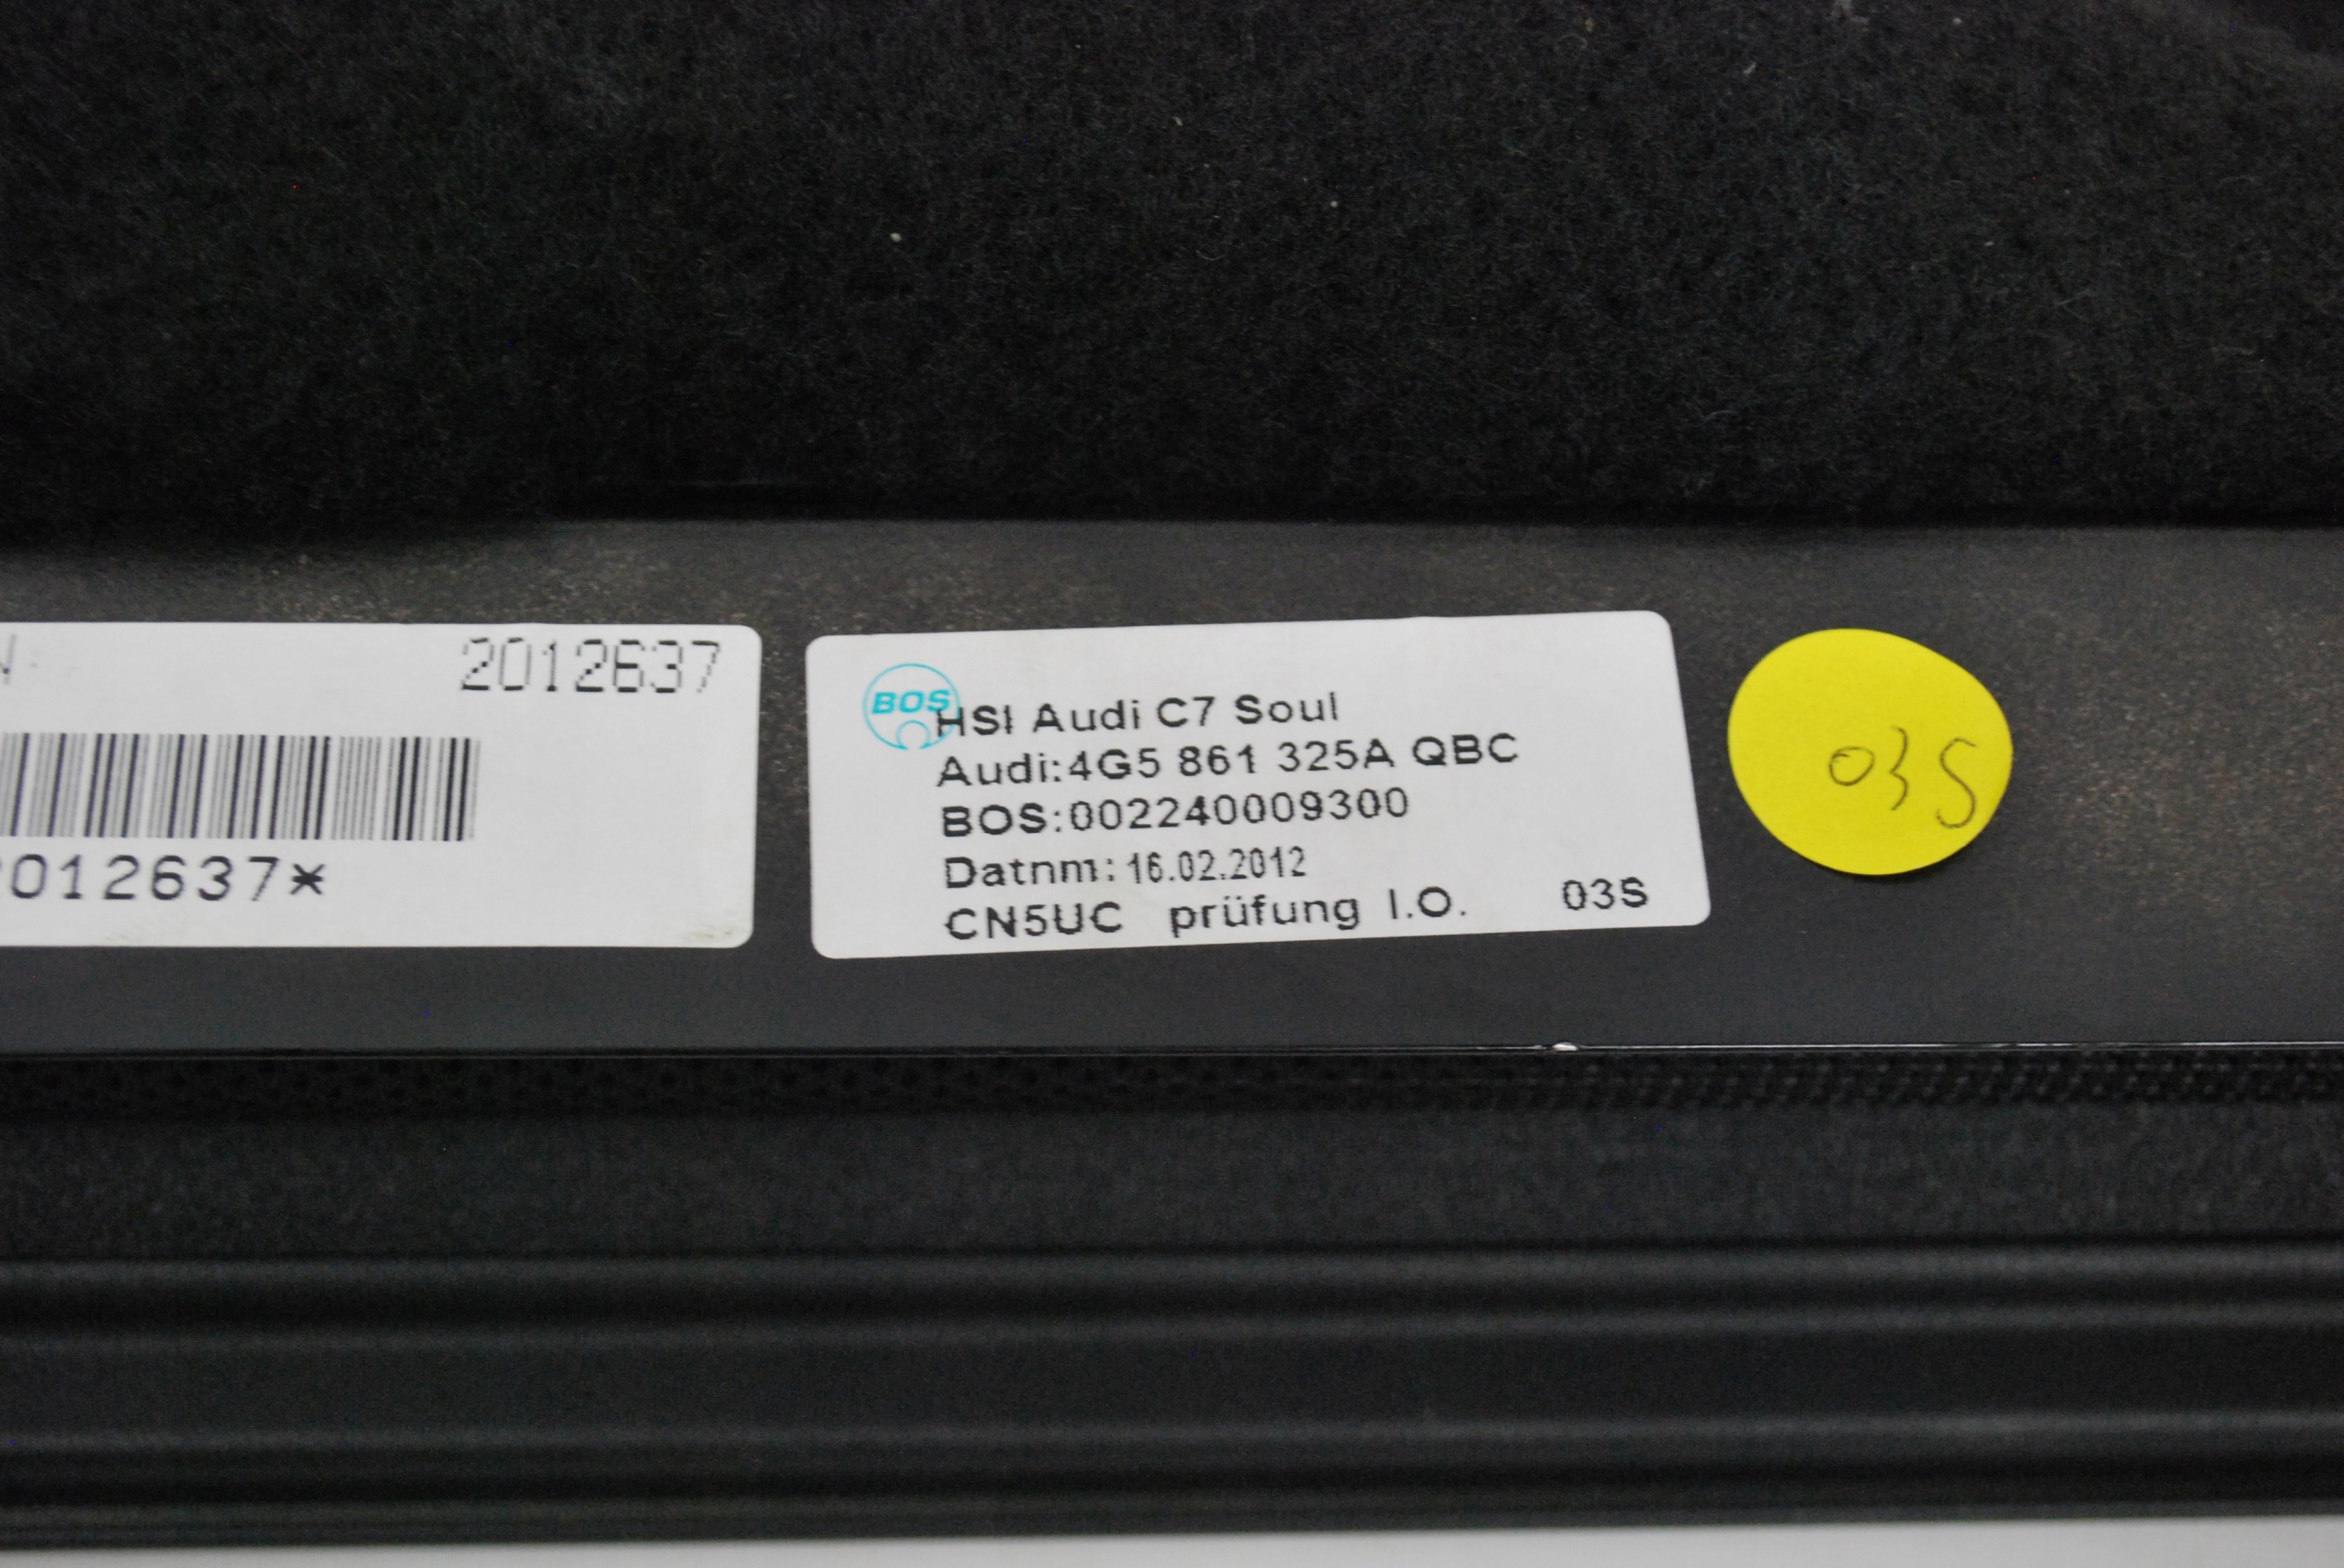 2012637
012637*
BOS
HSI Audi C7 Soul
Audi:4G5 861 325A QBC
BOS:002240009300
Datnm: 16.02.2012
CN5UC prüfung I.O. 03S
03S